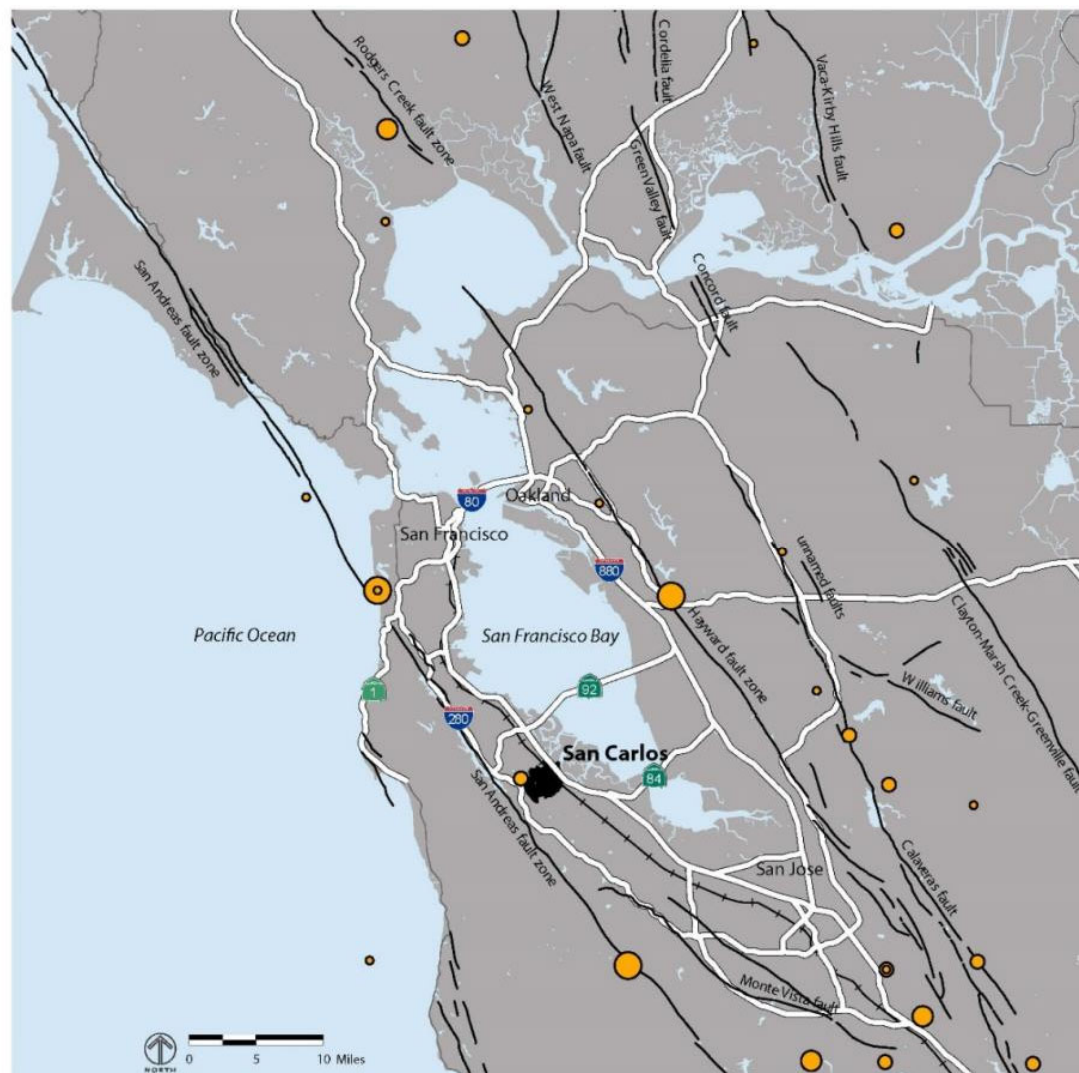 Rodgers Creek fault zone
West Napa fault
Cordelia fault
GreenValley fault
Vaca-Kirby Hills fault
San Andreas fault zone
Concord fault
80
Oakland
San Francisco
880
unnamed faults
Clayton-Marsh Creek-Greenville fault
Pacific Ocean
San Francisco Bay
Hayward fault zone
1
92
Williams fault
280
San Carlos
84
San Andreas fault zone
San Jose
Calaveras fault
Monte Vista fault
NORTH
0 5 10 Miles